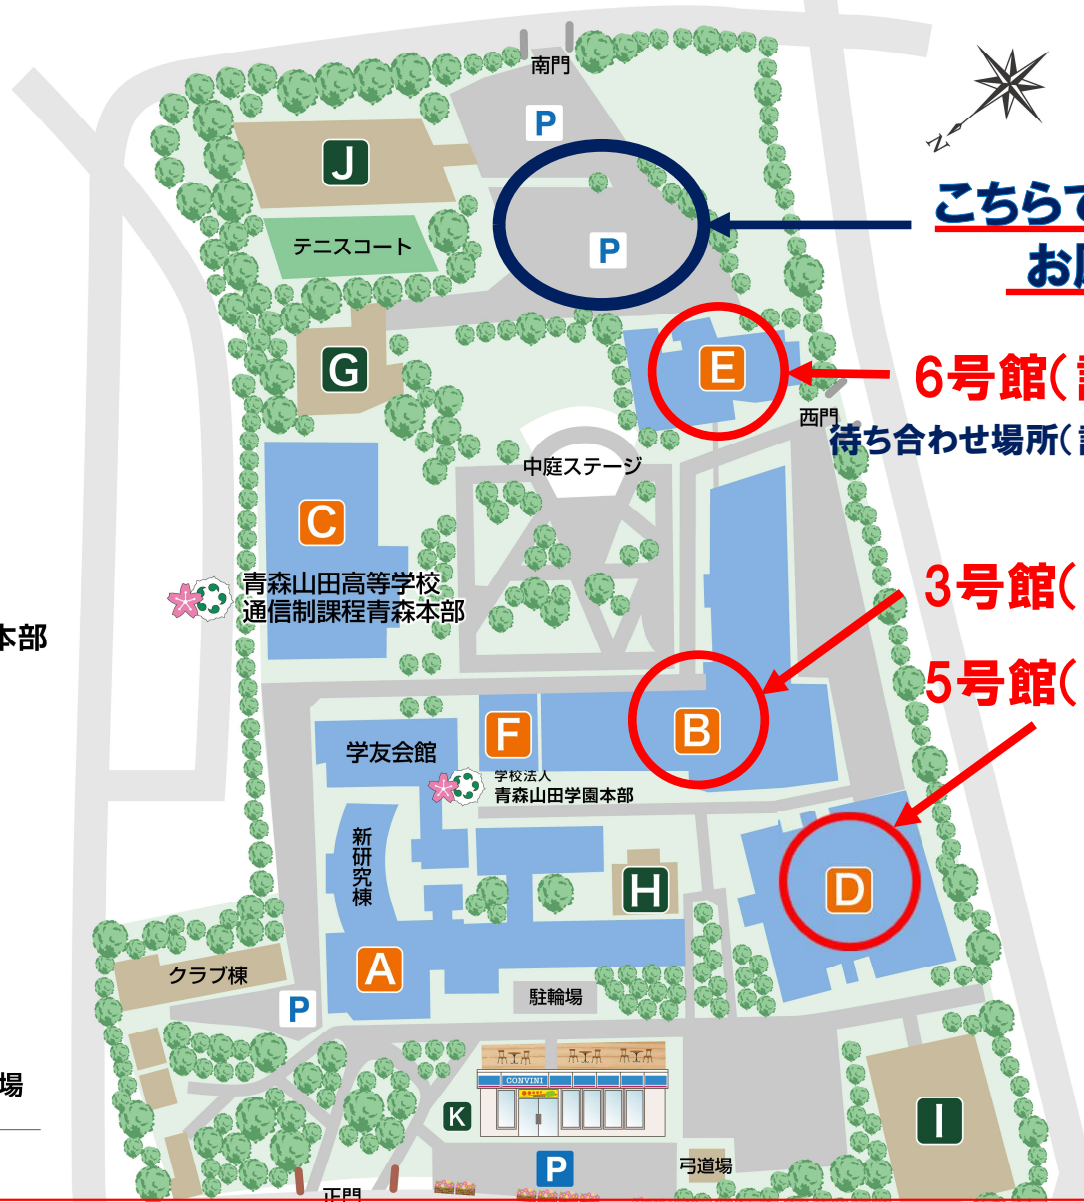 南門
P
N
J
こちらで
テニスコート
P
G
E
6号館(
西門
待ち合わせ場所(
中庭ステージ
C
青森山田高等学校
通信制課程青森本部
3号館(
本部
5号館(
F
B
学友会館
学校法人
青森山田学園本部
新研究棟
H
D
A
クラブ棟
P
駐輪場
CONVINI
場
K
I
P
弓道場
正門